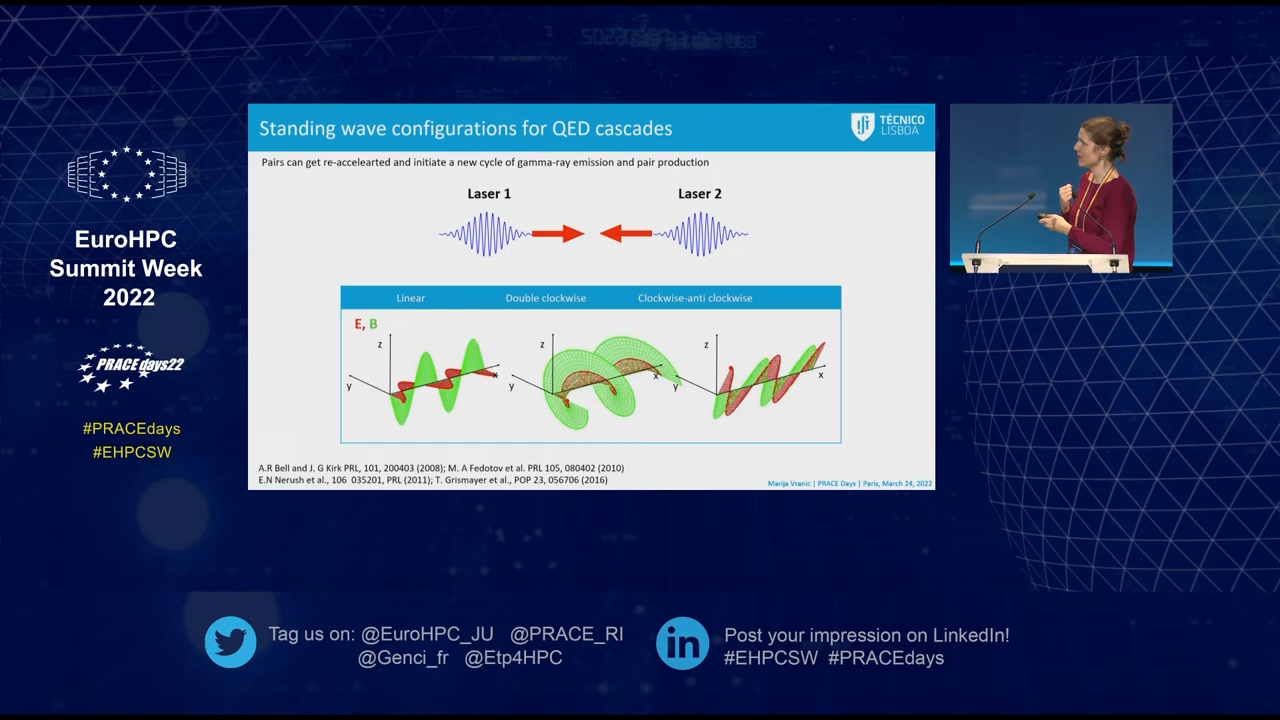 EuroHPC
Summit Week
2022
PRACEdays22
#PRACEdays
#EHPCSW
Standing wave configurations for QED cascades
TÉCNICO
LISBOA
Pairs can get re-accelearted and initiate a new cycle of gamma-ray emission and pair production
Laser 1
Laser 2
Linear
Double clockwise
Clockwise-anti clockwise
E, B
z
y
x
z
y
x
z
y
x
A.R Bell and J. G Kirk PRL, 101, 200403 (2008); M. A Fedotov et al. PRL 105, 080402 (2010)
E.N Nerush et al., 106 035201, PRL (2011); T. Grismayer et al., POP 23, 056706 (2016)
Marija Vranic | PRACE Days | Paris, March 24, 2022
Tag us on: @EuroHPC_JU @PRACE_RI
@Genci_fr @Etp4HPC
in
Post your impression on LinkedIn!
#EHPCSW #PRACEdays